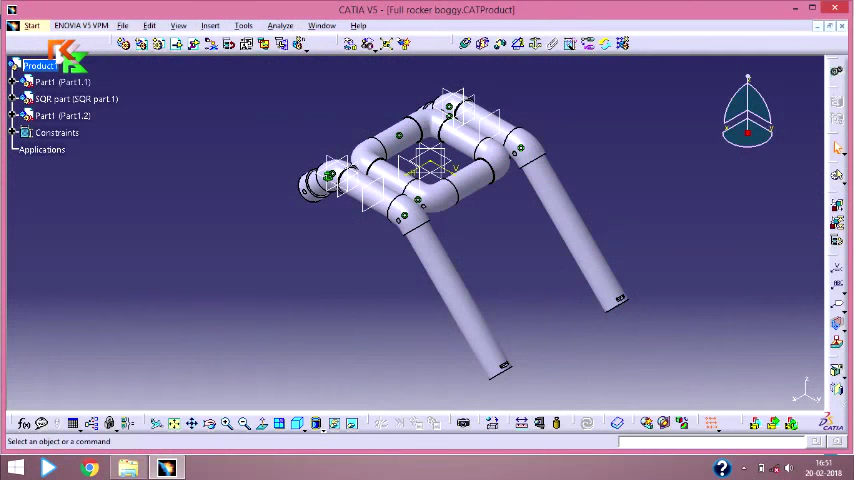 CATIA V5 - [Full rocker boggy.CATProduct]
Start ENOVIA V5 VPM File Edit View Insert Tools Analyze Window Help
Product
Part1 (Part1.1)
SQR part (SQR part.1)
Part1 (Part1.2)
Constraints
Applications
Select an object or a command
16:51
20-02-2018